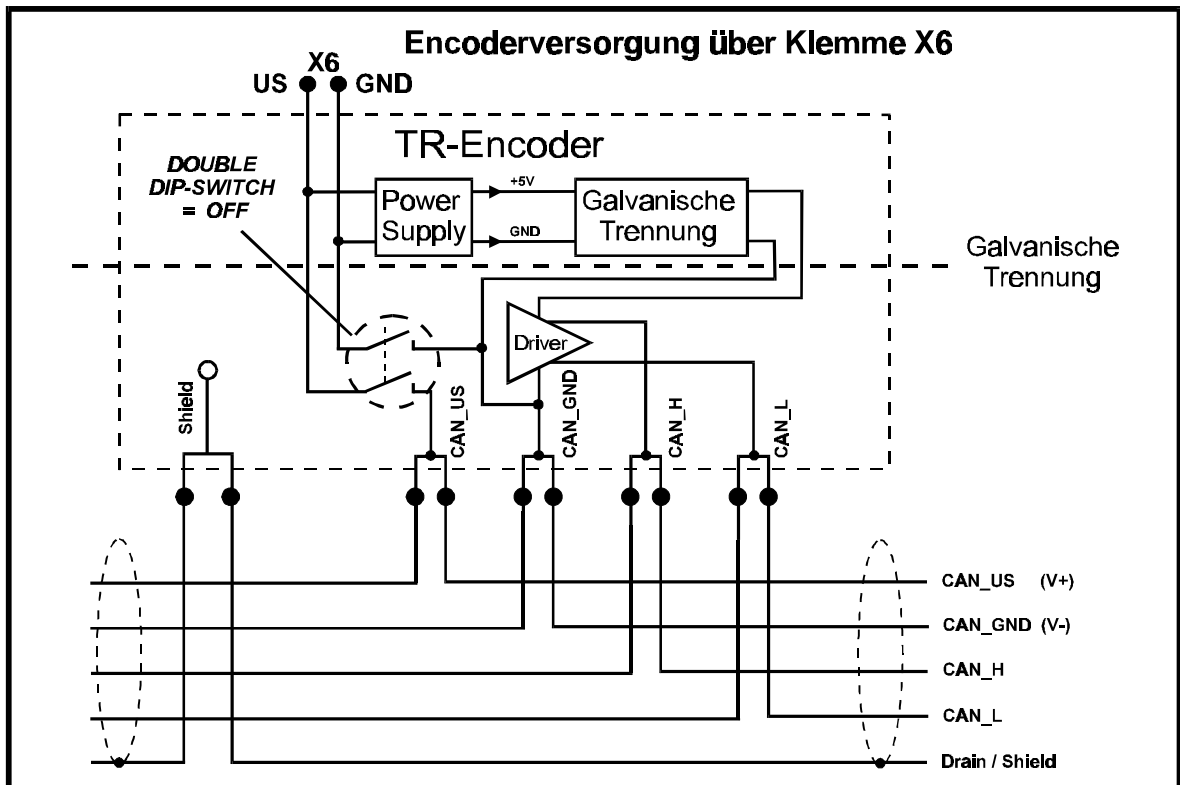 Encoderversorgung über Klemme X6
X6
US
GND
TR-Encoder
DOUBLE
DIP-SWITCH
= OFF
Power
Supply
+5V
GND
Galvanische
Trennung
Galvanische
Trennung
Driver
Shield
CAN_US
CAN_GND
CAN_H
CAN_L
CAN_US (V+)
CAN_GND (V-)
CAN_H
CAN_L
Drain / Shield